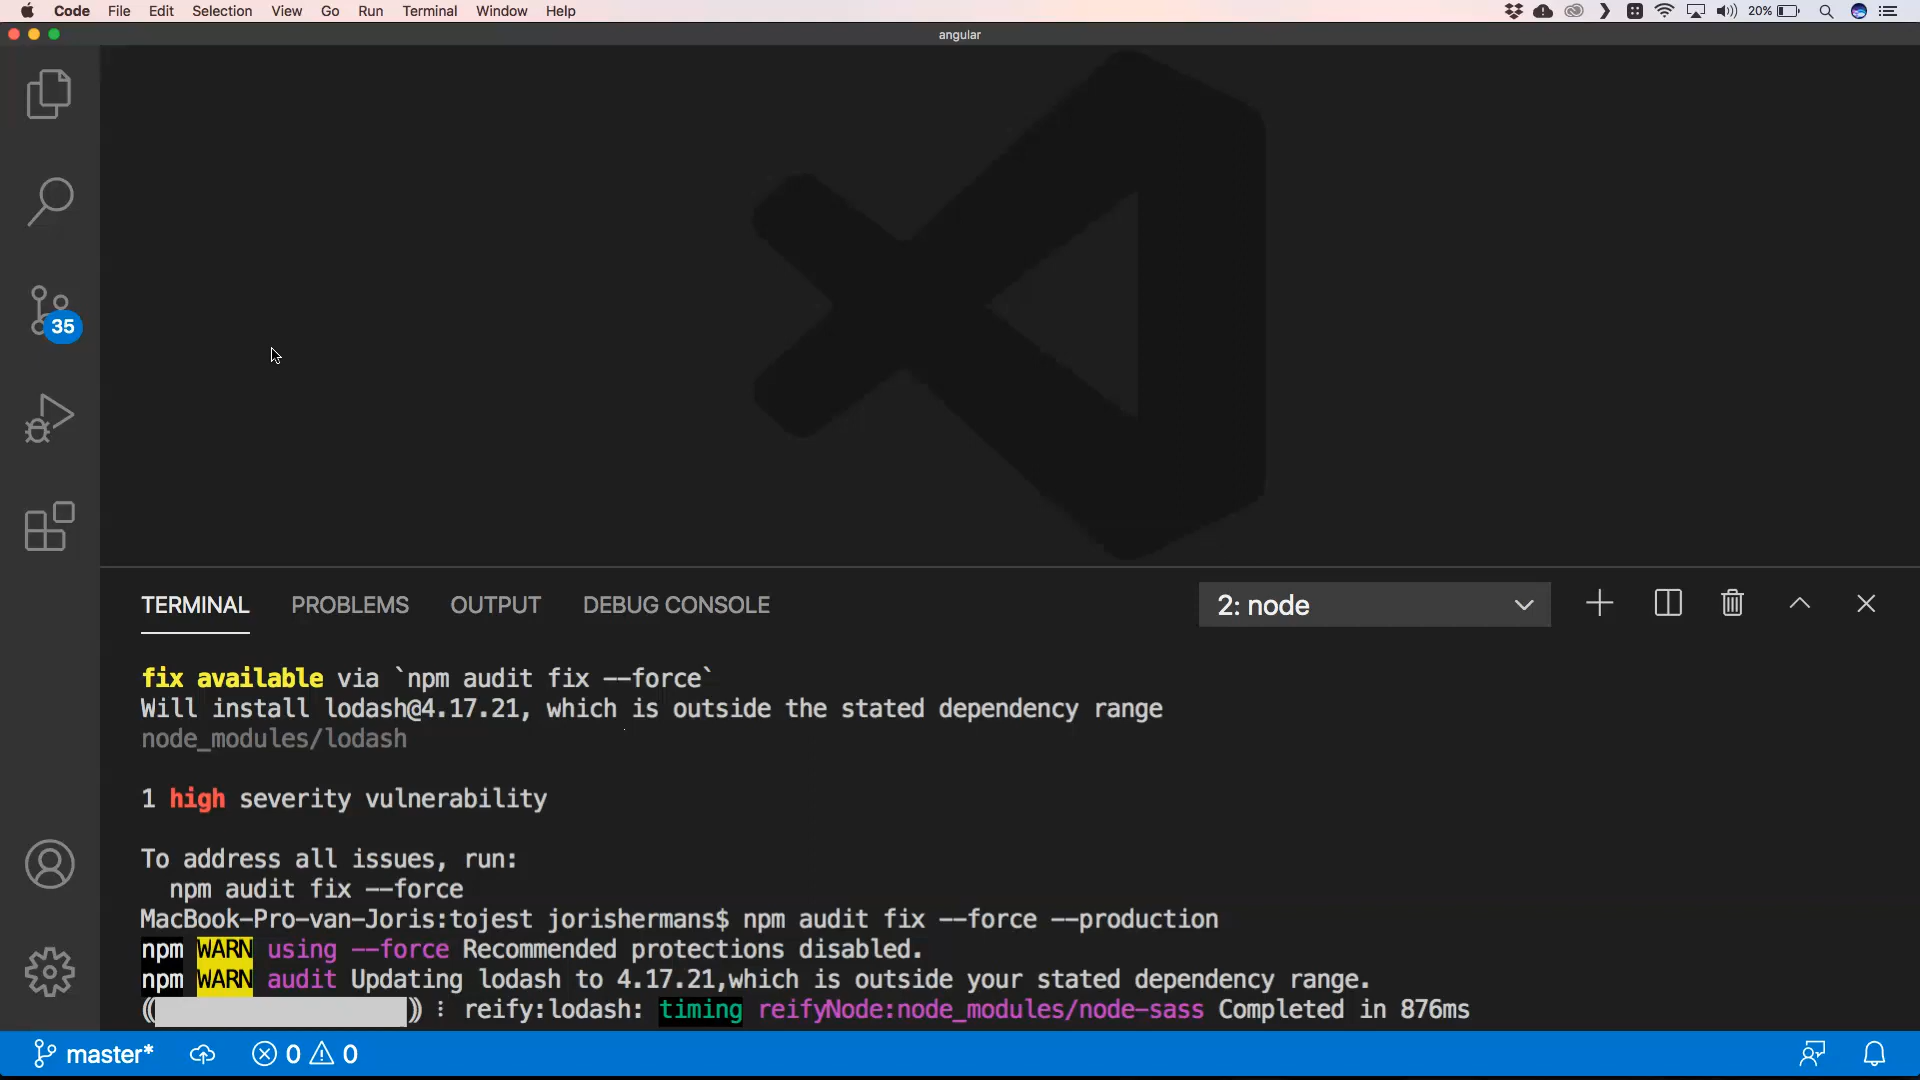 Code File Edit Selection View Go Run Terminal Window Help 20%
angular
35
TERMINAL PROBLEMS OUTPUT DEBUG CONSOLE 2: node
fix available via `npm audit fix --force`
Will install lodash@4.17.21, which is outside the stated dependency range
node_modules/lodash
1 high severity vulnerability
To address all issues, run:
npm audit fix --force
MacBook-Pro-van-Joris:tojest jorishermans$ npm audit fix --force --production
npm WARN using --force Recommended protections disabled.
npm WARN audit Updating lodash to 4.17.21,which is outside your stated dependency range.
(( )) ⠸ reify:lodash: timing reifyNode:node_modules/node-sass Completed in 876ms
master* 0 0